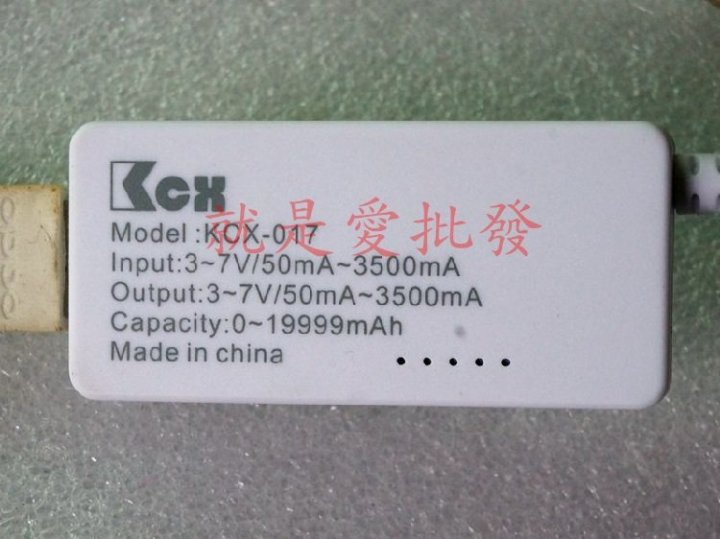 Kcx
就是愛批發
Model :KCX-017
Input:3~7V/50mA~3500mA
Output:3~7V/50mA~3500mA
Capacity:0~19999mAh
Made in china